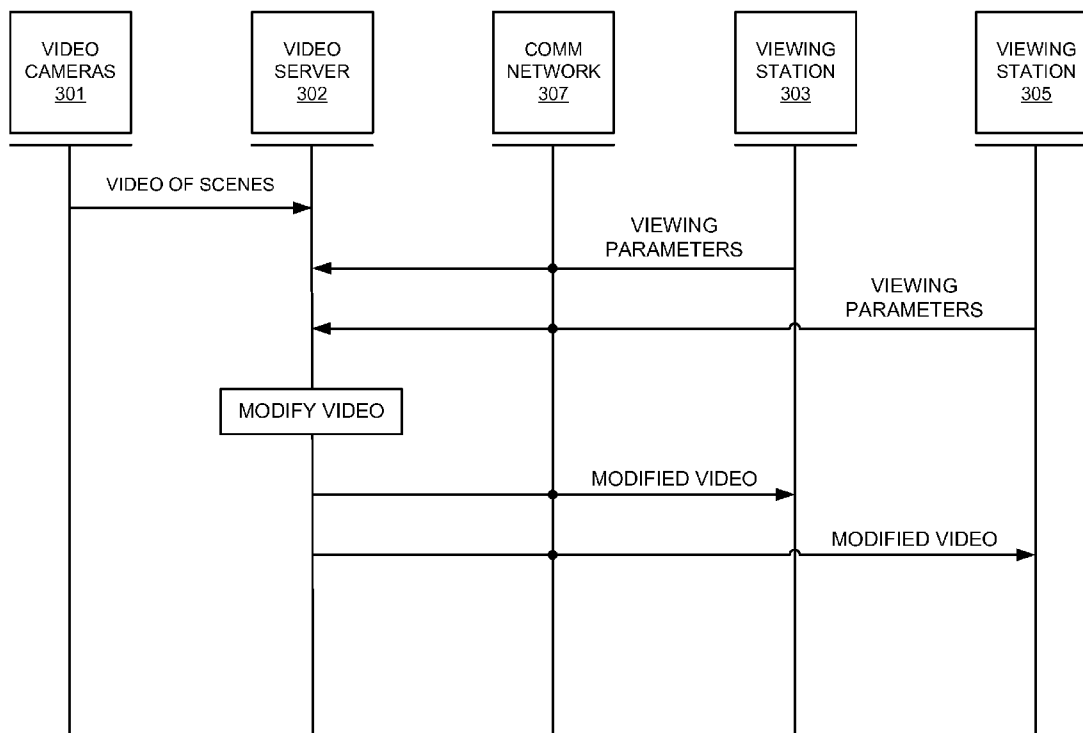 VIDEO
CAMERAS
301
VIDEO
SERVER
302
COMM
NETWORK
307
VIEWING
STATION
303
VIEWING
STATION
305
VIDEO OF SCENES
VIEWING
PARAMETERS
VIEWING
PARAMETERS
MODIFY VIDEO
MODIFIED VIDEO
MODIFIED VIDEO